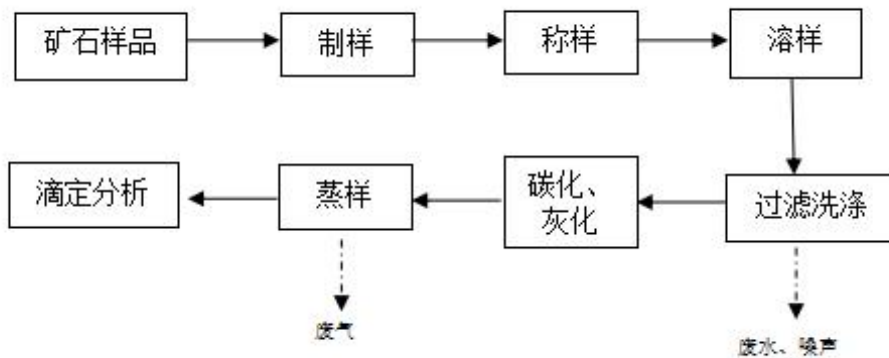 矿石样品
制样
称样
溶样
滴定分析
蒸样
碳化、
灰化
过滤洗涤
废气
废水、噪声